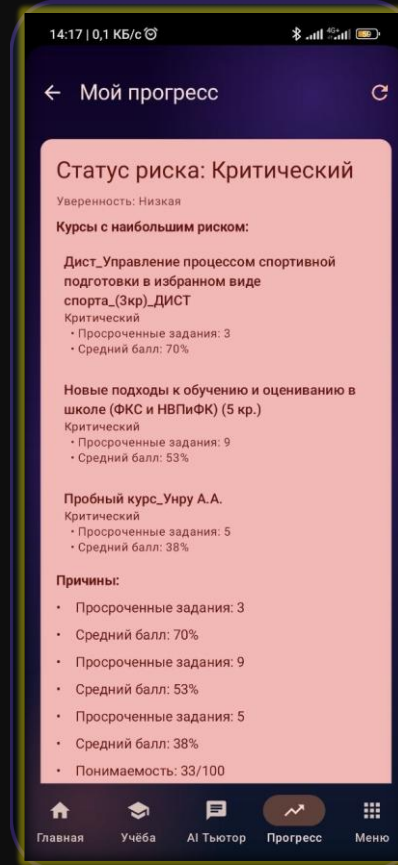 14:17 | 0,1 КБ/с
4G+
← Мой прогресс
Статус риска: Критический
Уверенность: Низкая
Курсы с наибольшим риском:
Дист_Управление процессом спортивной
подготовки в избранном виде
спорта_(3кр)_ДИСТ
Критический
• Просроченные задания: 3
• Средний балл: 70%
Новые подходы к обучению и оцениванию в
школе (ФКС и НВПиФК) (5 кр.)
Критический
• Просроченные задания: 9
• Средний балл: 53%
Пробный курс_Унру А.А.
Критический
• Просроченные задания: 5
• Средний балл: 38%
Причины:
• Просроченные задания: 3
• Средний балл: 70%
• Просроченные задания: 9
• Средний балл: 53%
• Просроченные задания: 5
• Средний балл: 38%
• Понимаемость: 33/100
Главная Учёба AI Тьютор Прогресс Меню